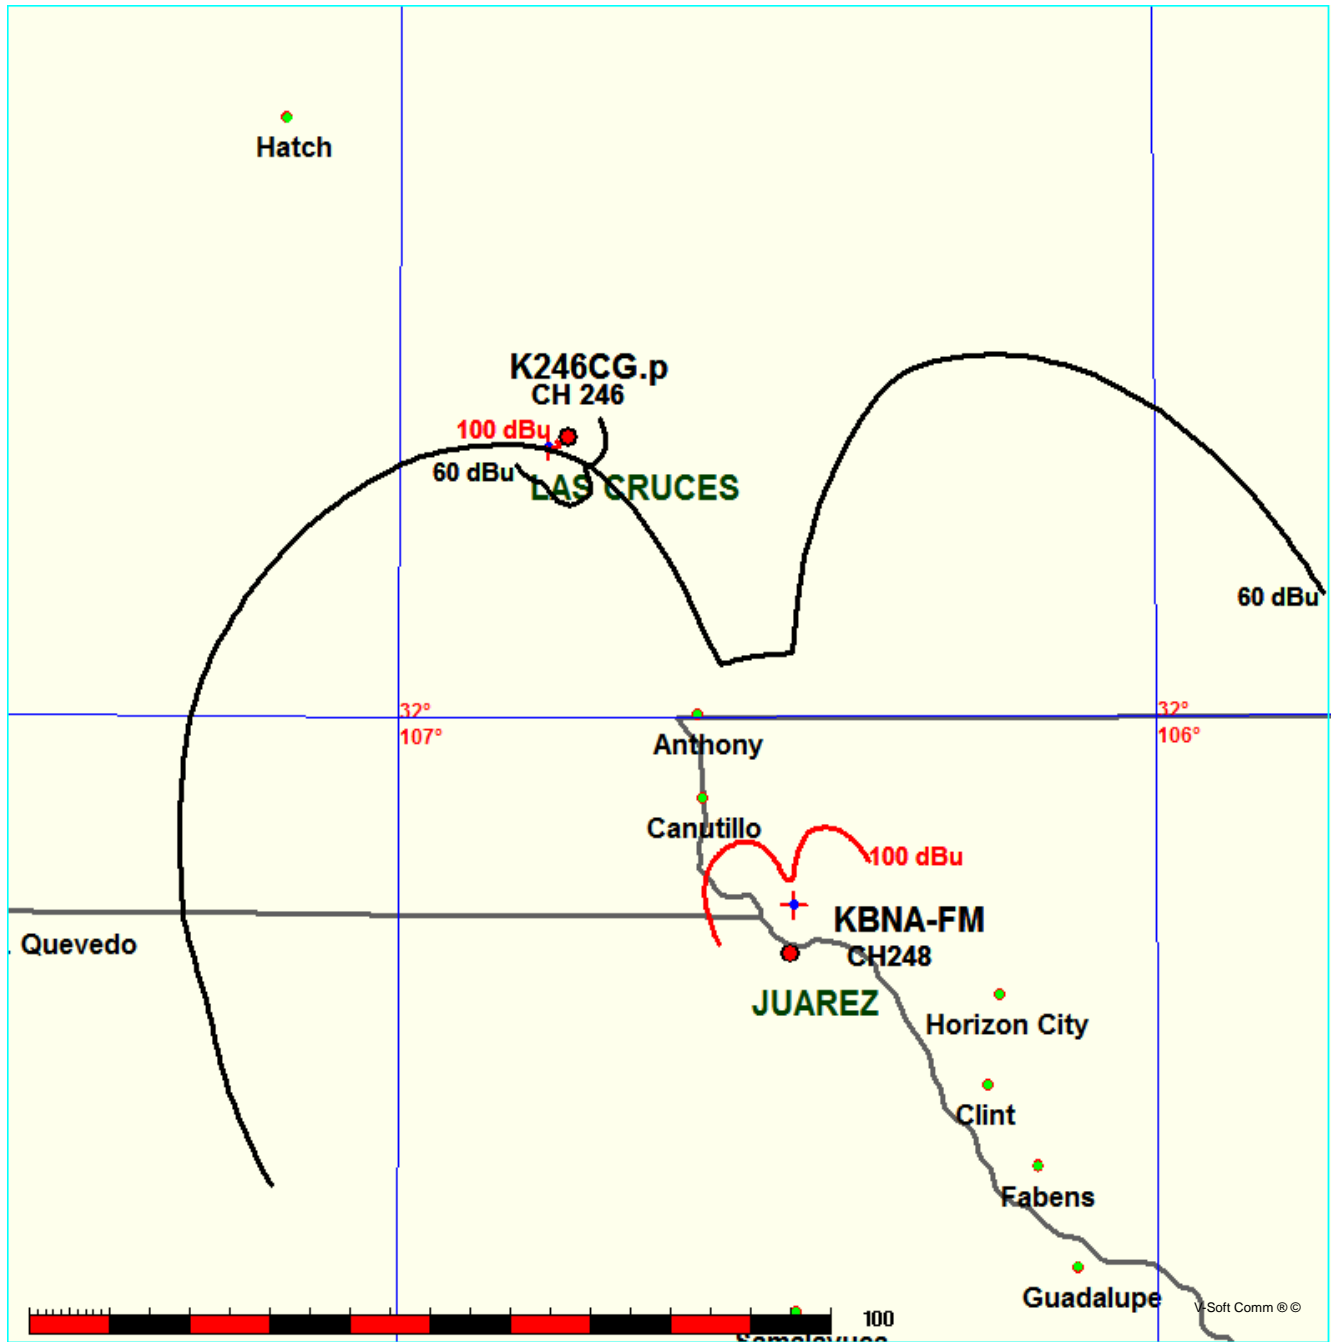 Hatch
K246CG.p
CH 246
100 dBu
60 dBu
LAS CRUCES
60 dBu
32°
107°
32°
106°
Anthony
Canutillo
100 dBu
KBNA-FM
CH248
. Quevedo
JUAREZ
Horizon City
Clint
Fabens
Guadalupe
V-Soft Comm ® ©
100
Samalayuca